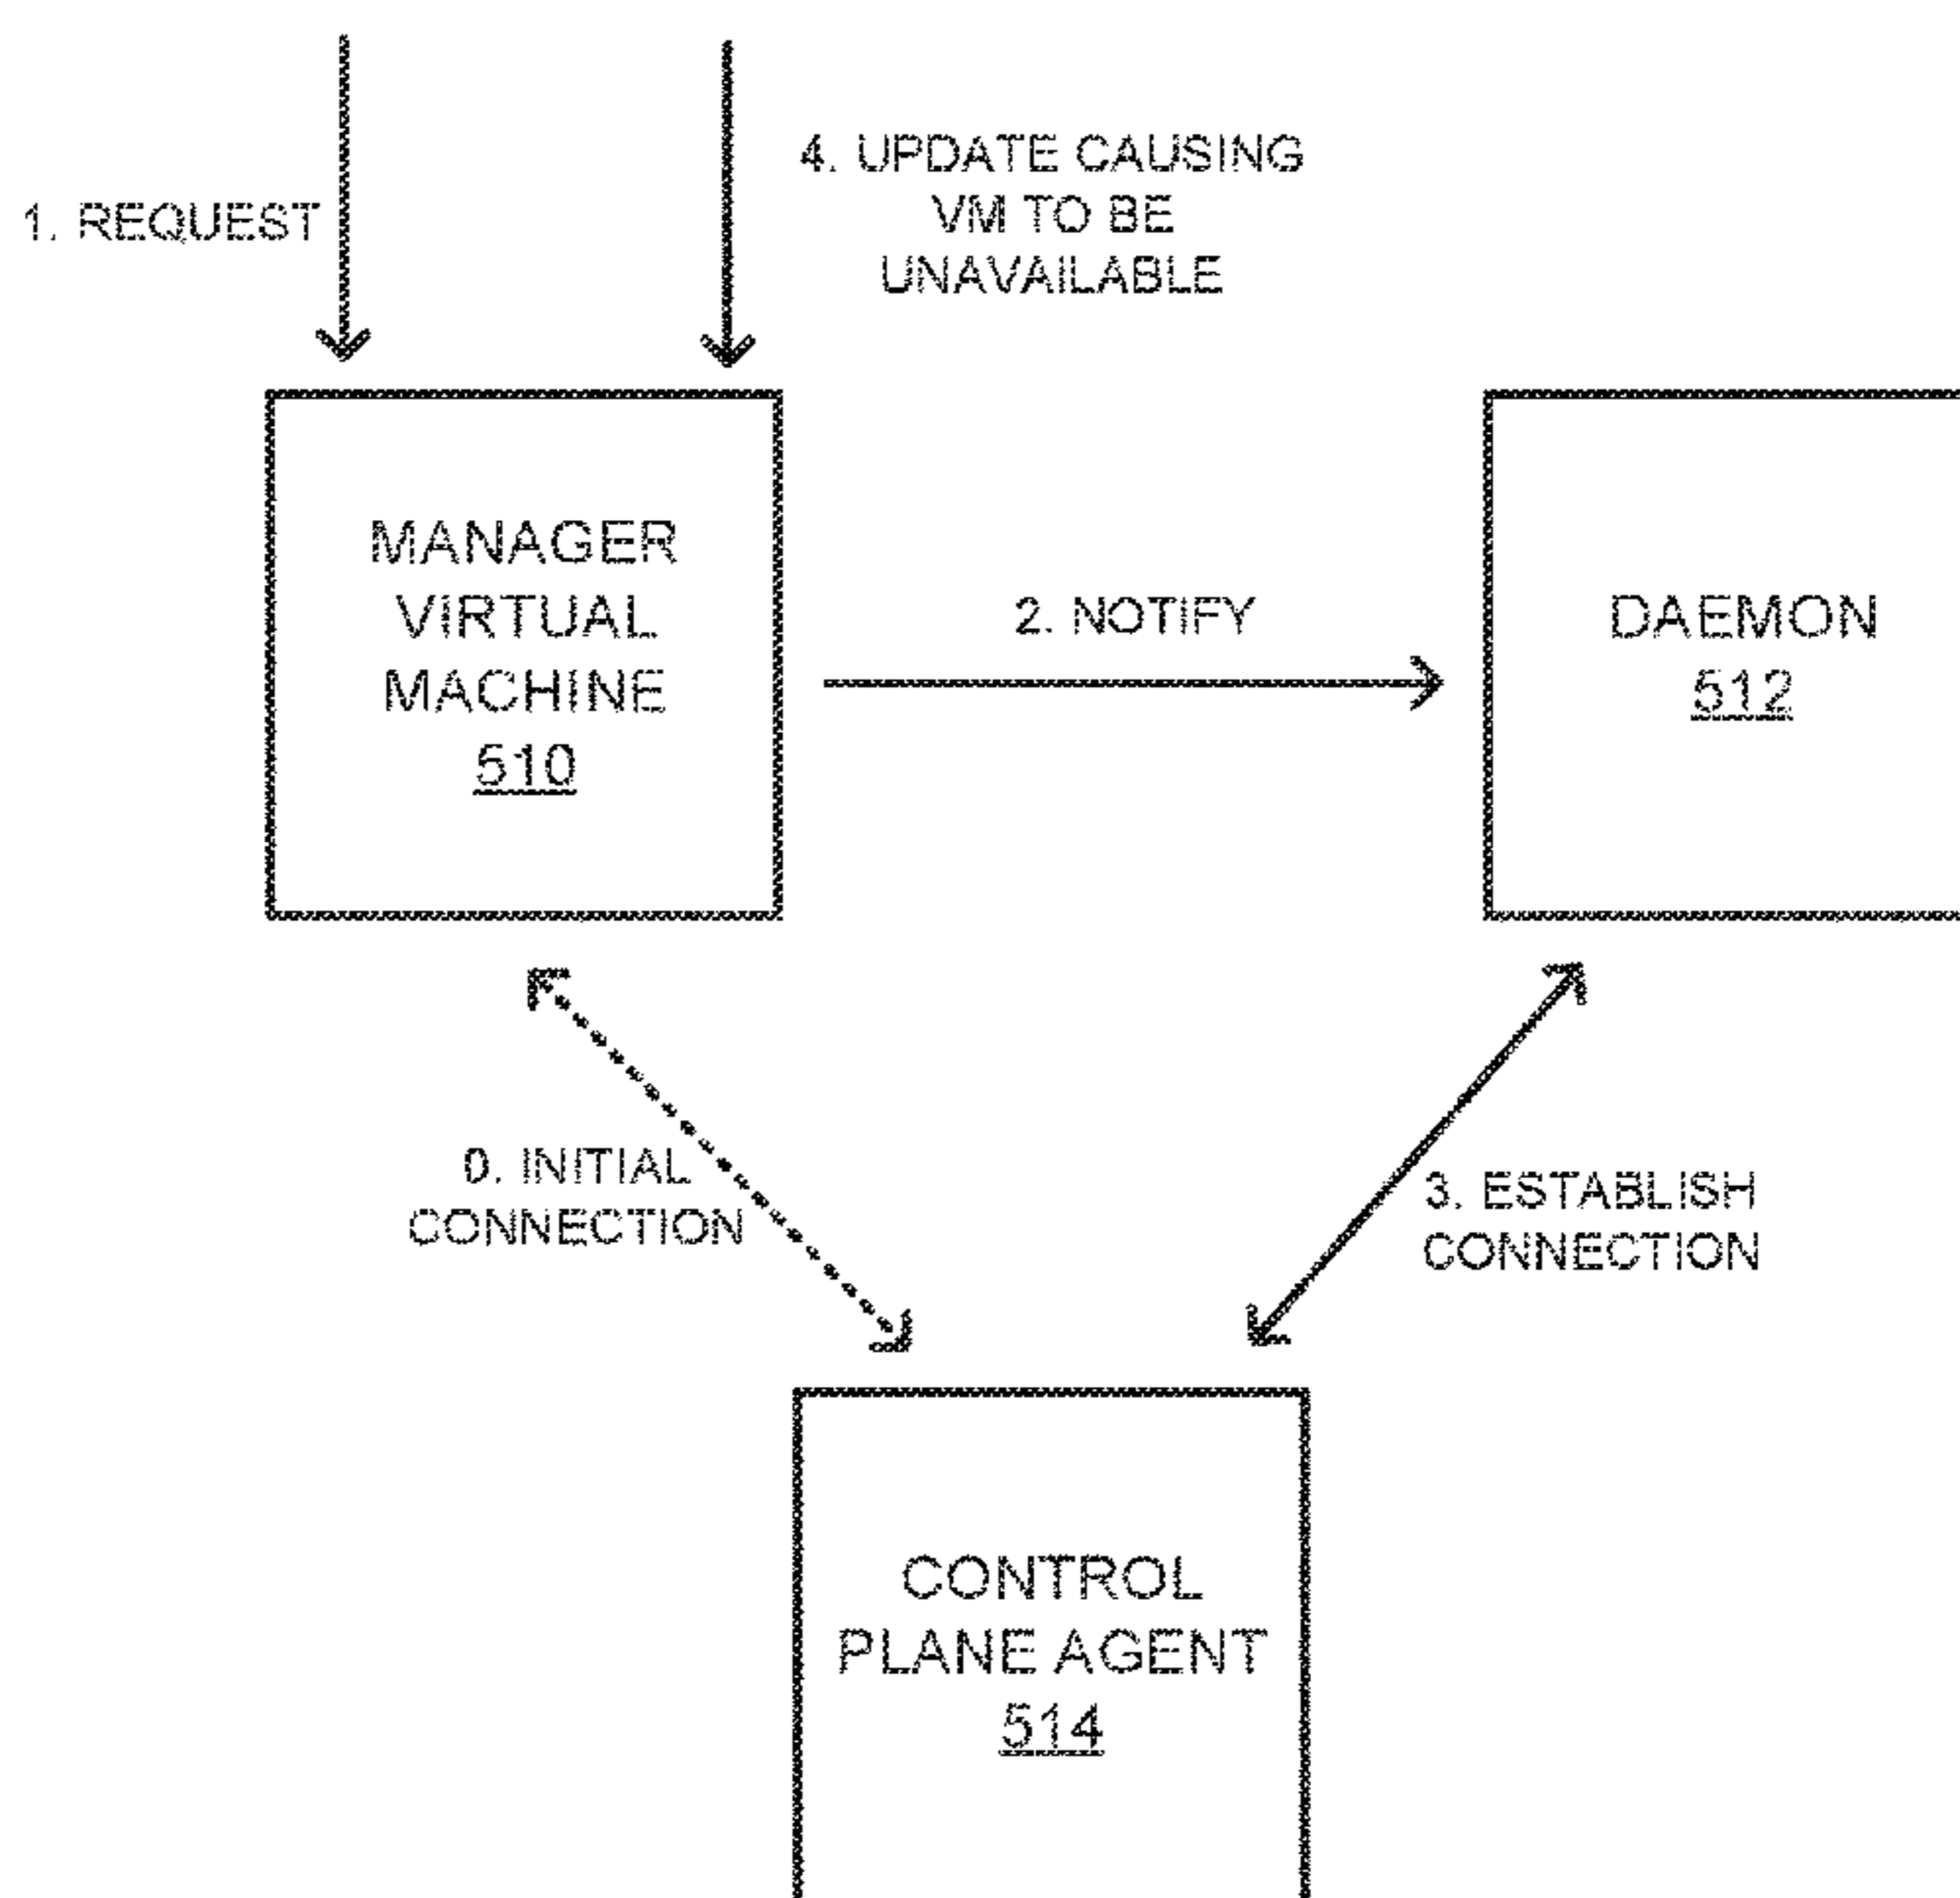 1. REQUEST
4. UPDATE CAUSING
VM TO BE
UNAVAILABLE
MANAGER
VIRTUAL
MACHINE
510
2. NOTIFY
DAEMON
512
0. INITIAL
CONNECTION
3. ESTABLISH
CONNECTION
CONTROL
PLANE AGENT
514